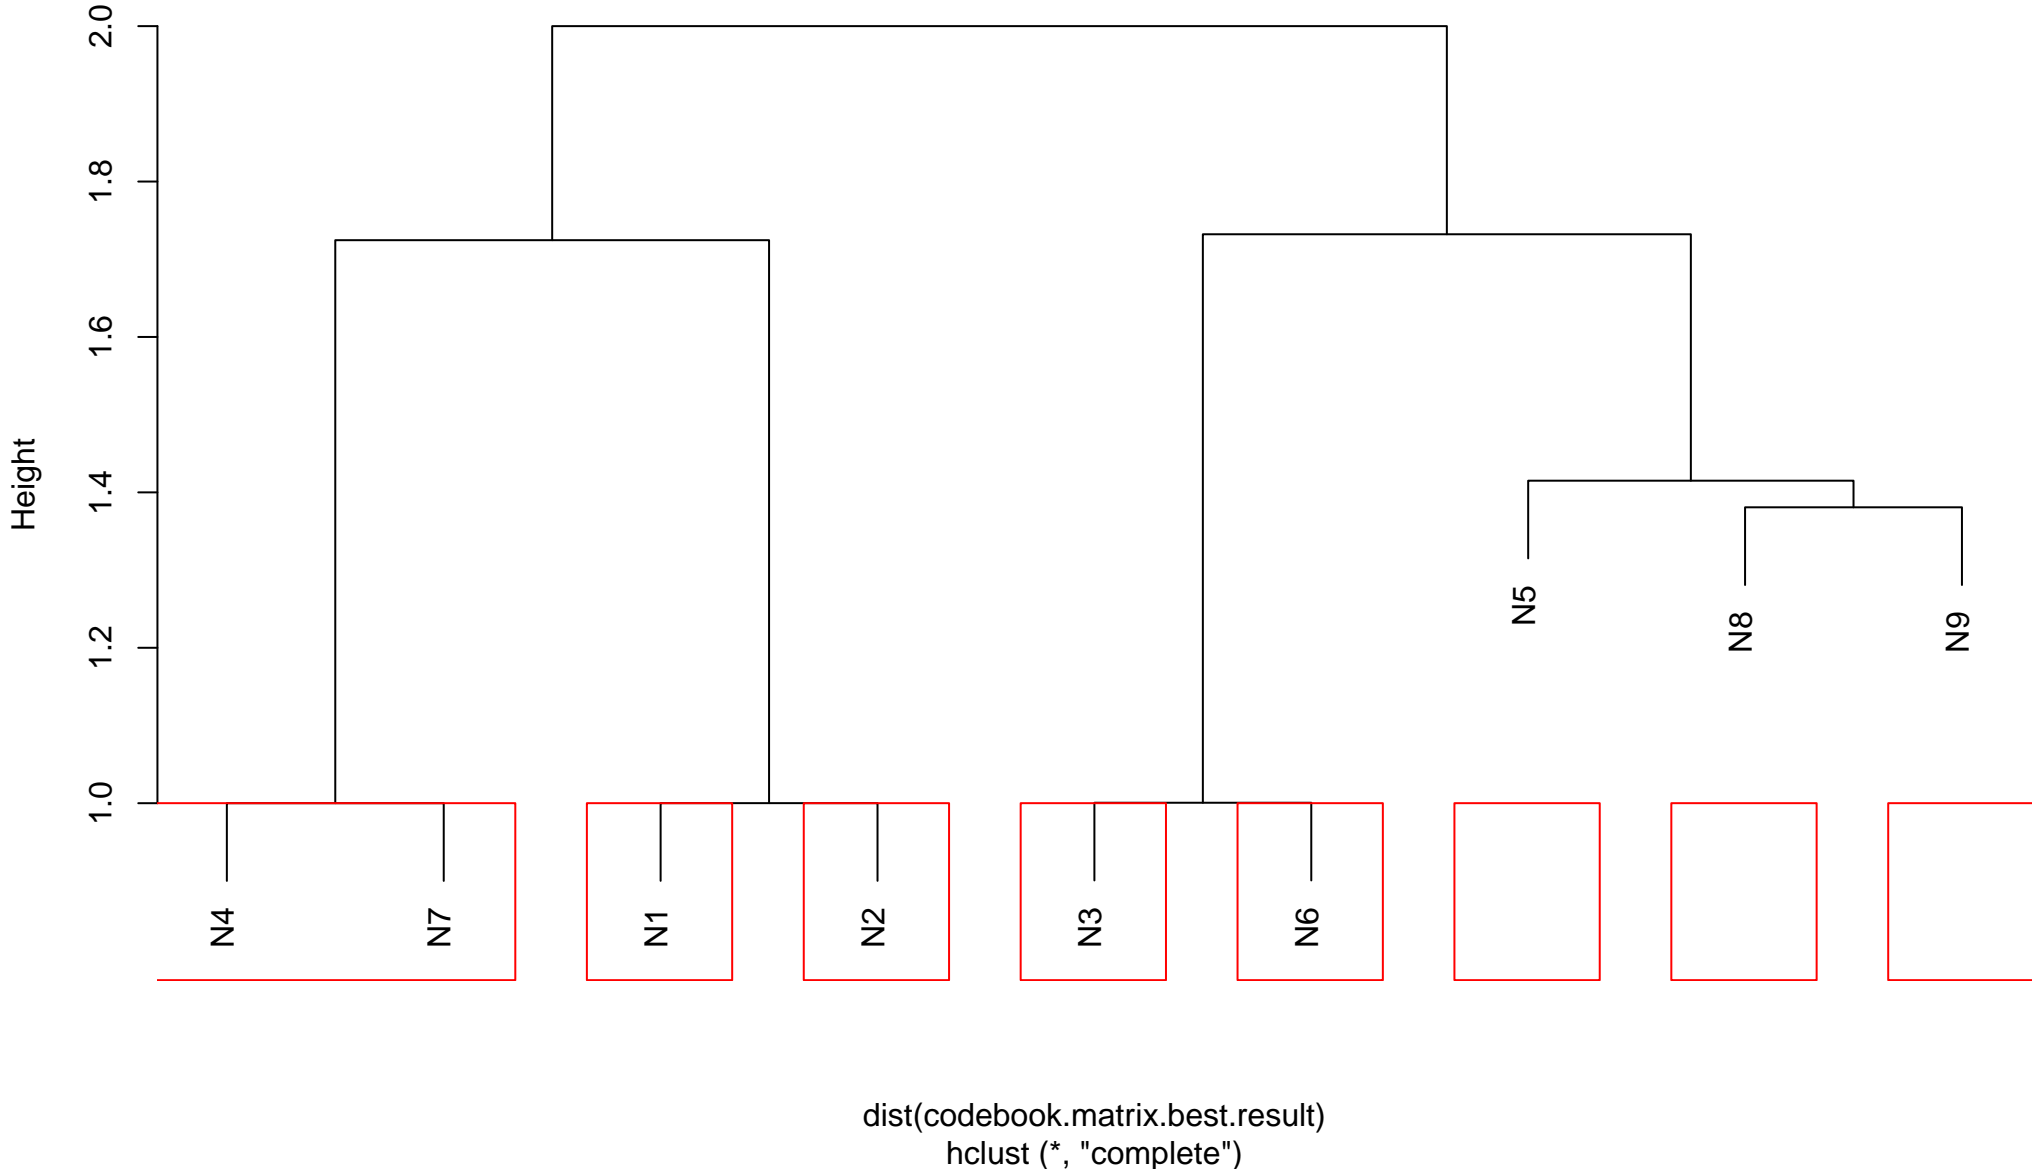 2.0
1.8
1.6
1.4
1.2
1.0
Height
N5
N8
N9
N4
N7
N1
N2
N3
N6
dist(codebook.matrix.best.result)
hclust (*, "complete")